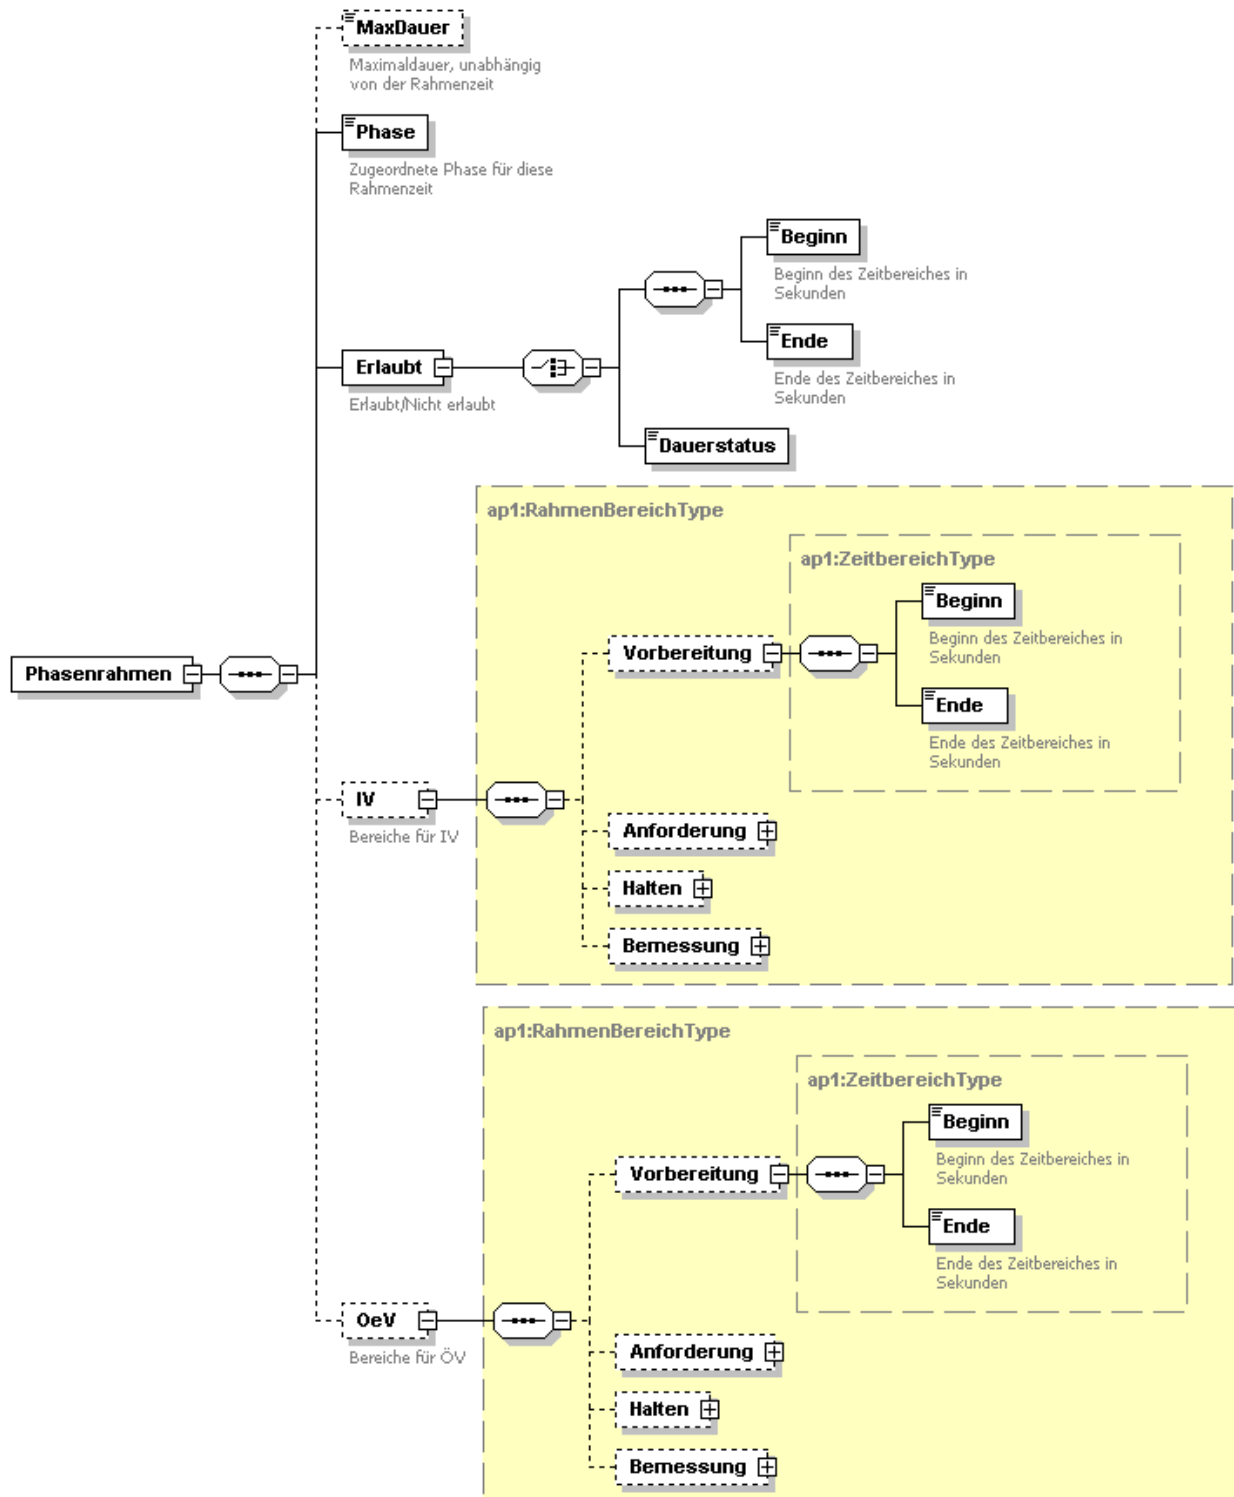 MaxDauer
Maximaldauer, unabhängig
von der Rahmenzeit
Phase
Zugeordnete Phase für diese
Rahmenzeit
Beginn
Beginn des Zeitbereiches in
Sekunden
Ende
Ende des Zeitbereiches in
Sekunden
Erlaubt
Erlaubt/Nicht erlaubt
Dauerstatus
ap1:RahmenBereichType
ap1:ZeitbereichType
Beginn
Beginn des Zeitbereiches in
Sekunden
Vorbereitung
Ende
Ende des Zeitbereiches in
Sekunden
Phasenrahmen
IV
Bereiche für IV
Anforderung
Halten
Bemessung
ap1:RahmenBereichType
ap1:ZeitbereichType
Beginn
Beginn des Zeitbereiches in
Sekunden
Vorbereitung
Ende
Ende des Zeitbereiches in
Sekunden
OeV
Bereiche für ÖV
Anforderung
Halten
Bemessung